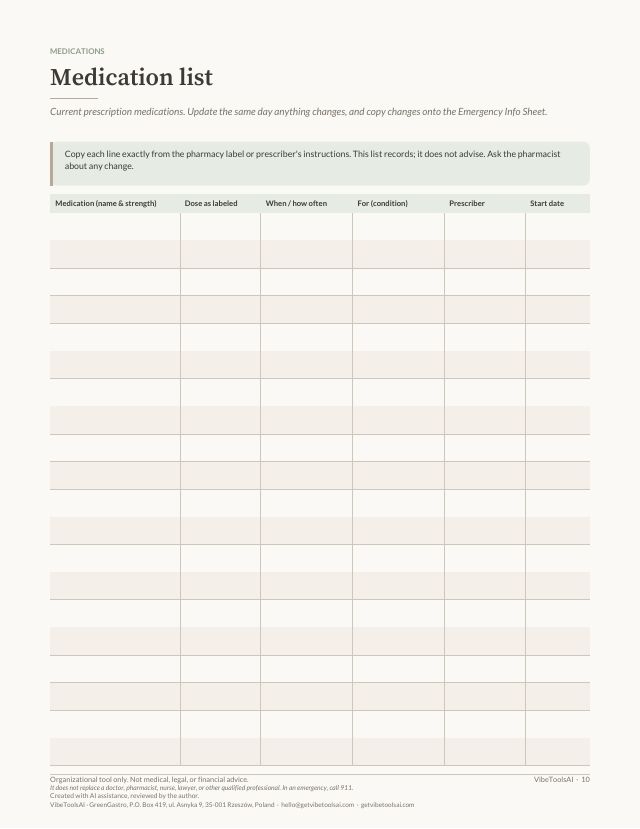 MEDICATIONS
Medication list
Current prescription medications. Update the same day anything changes, and copy changes onto the Emergency Info Sheet.
Copy each line exactly from the pharmacy label or prescriber's instructions. This list records; it does not advise. Ask the pharmacist
about any change.
Medication (name & strength) Dose as labeled When / how often For (condition) Prescriber Start date
Organizational tool only. Not medical, legal, or financial advice. VibeToolsAI · 10
It does not replace a doctor, pharmacist, nurse, lawyer, or other qualified professional. In an emergency, call 911.
Created with AI assistance, reviewed by the author.
VibeToolsAI · GreenGastro, P.O. Box 419, ul. Asnyka 9, 35-001 Rzeszów, Poland · hello@getvibetoolsai.com · getvibetoolsai.com